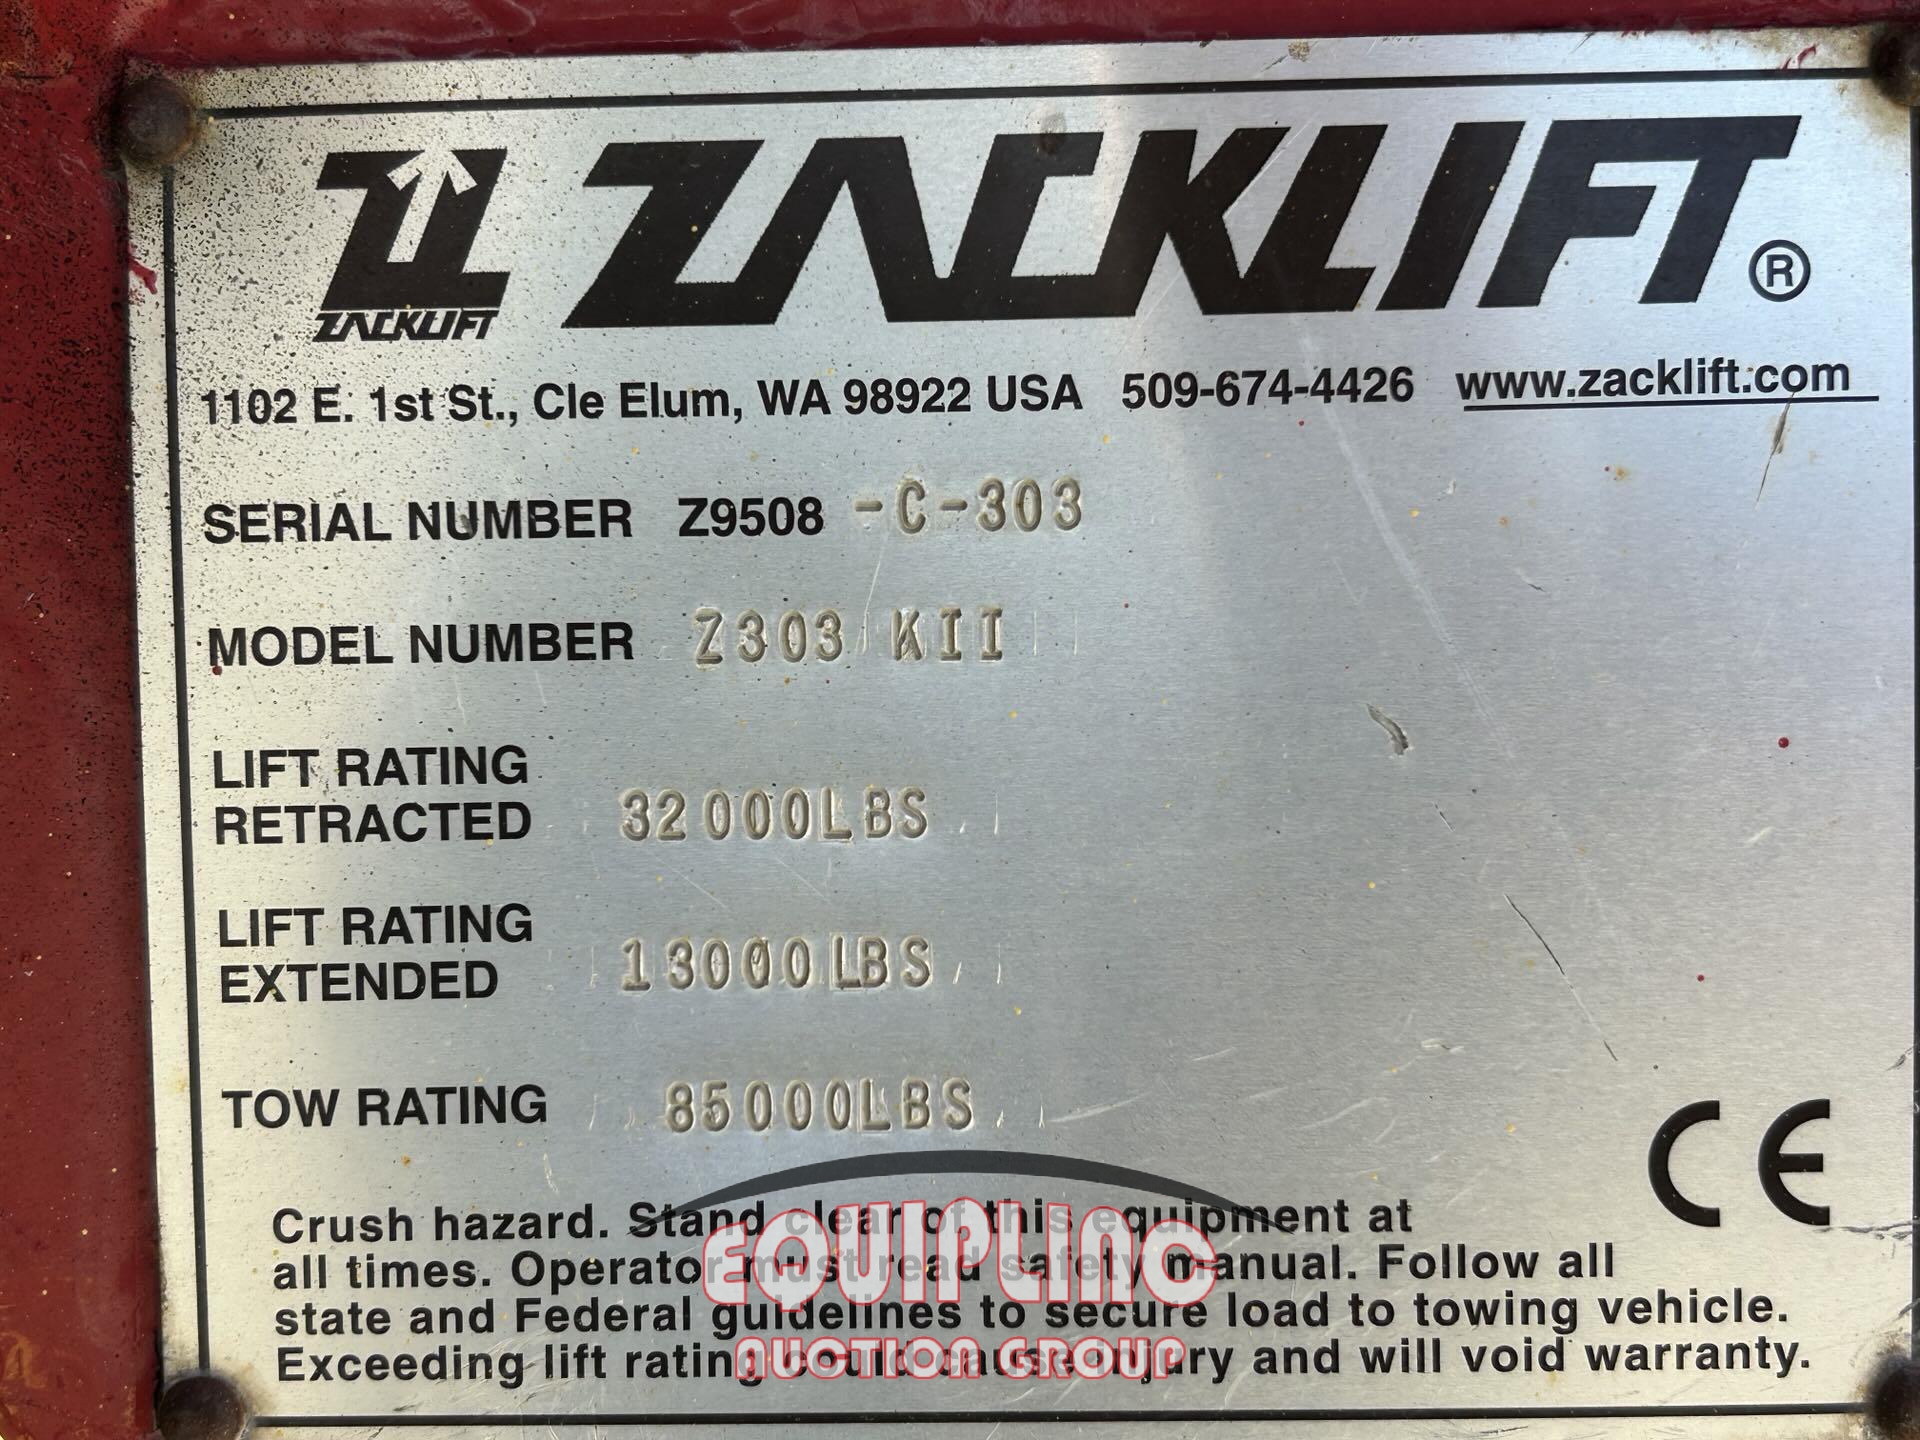 ZACKLIFT
ZACKLIFT®
1102 E. 1st St., Cle Elum, WA 98922 USA 509-674-4426 www.zacklift.com
SERIAL NUMBER Z9508 -C-303
MODEL NUMBER Z303 KII
LIFT RATING
RETRACTED 32000LBS
LIFT RATING
EXTENDED 13000LBS
TOW RATING 85000LBS
CE
Crush hazard. Stand clear of this equipment at
all times. Operator must read safety manual. Follow all
state and Federal guidelines to secure load to towing vehicle.
Exceeding lift rating could cause injury and will void warranty.
EQUIPLINC
AUCTION GROUP